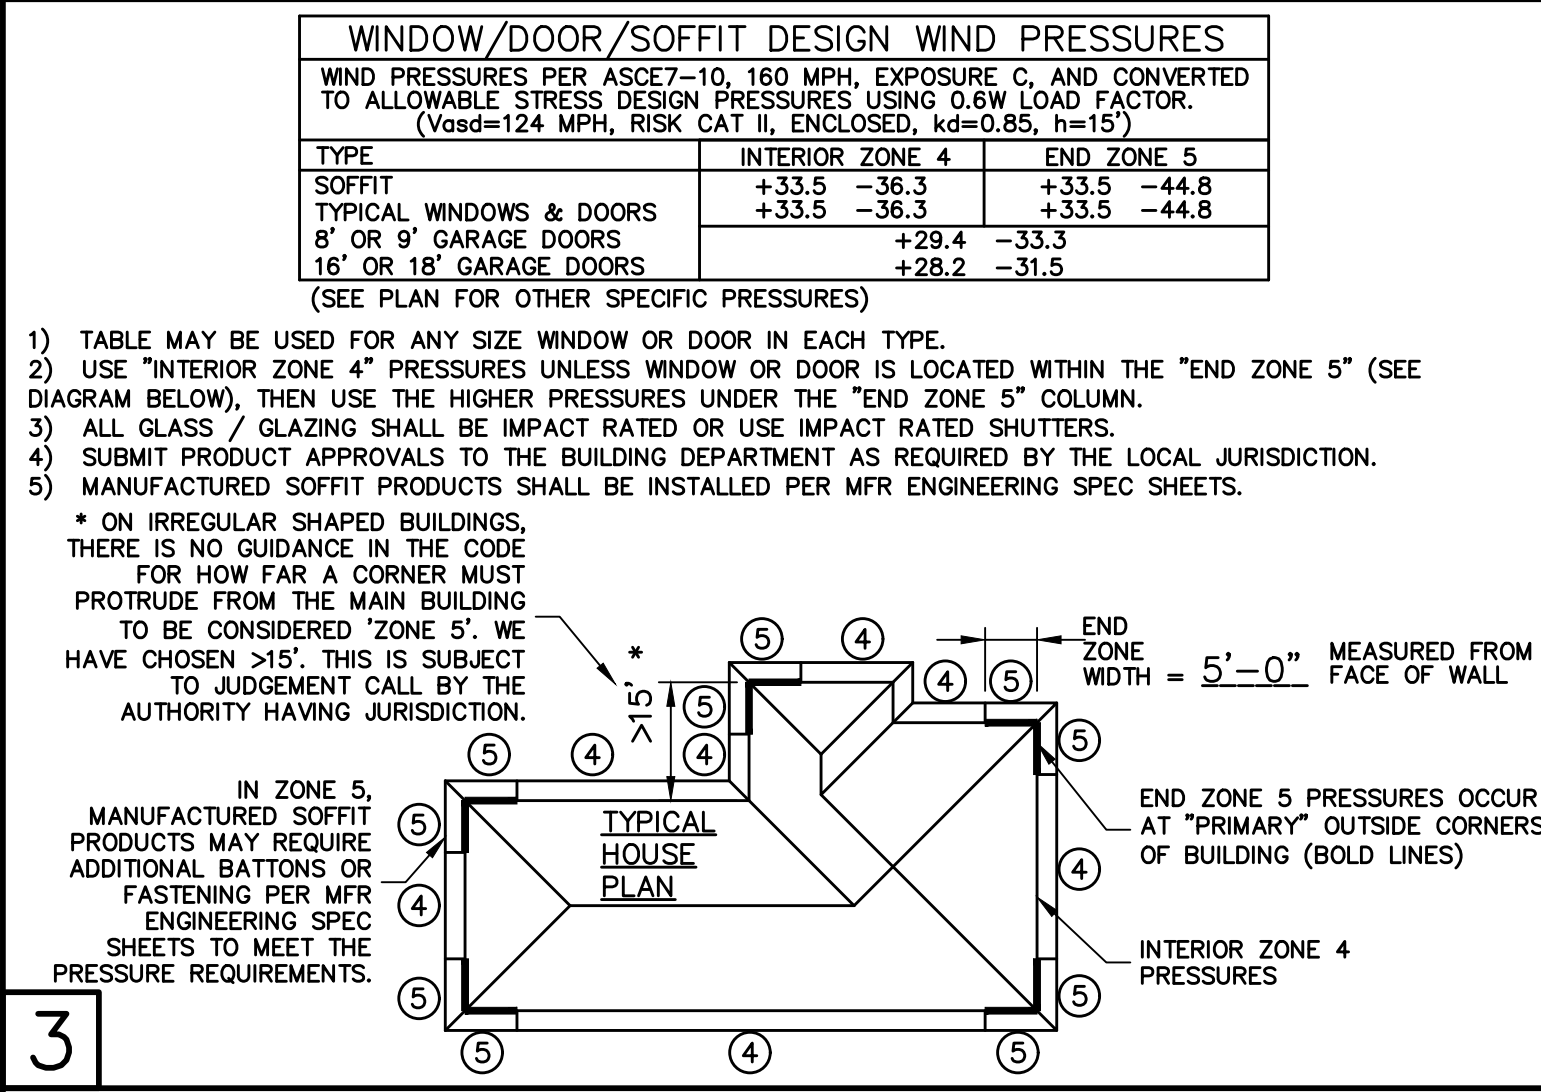 WINDOW/DOOR/SOFFIT DESIGN WIND PRESSURES
WIND PRESSURES PER ASCE7-10, 160 MPH, EXPOSURE C, AND CONVERTED
TO ALLOWABLE STRESS DESIGN PRESSURES USING 0.6W LOAD FACTOR.
(Vasd=124 MPH, RISK CAT II, ENCLOSED, kd=0.85, h=15')
TYPE INTERIOR ZONE 4 END ZONE 5
SOFFIT +33.5 -36.3 +33.5 -44.8
TYPICAL WINDOWS & DOORS +33.5 -36.3 +33.5 -44.8
8' OR 9' GARAGE DOORS +29.4 -33.3
16' OR 18' GARAGE DOORS +28.2 -31.5
(SEE PLAN FOR OTHER SPECIFIC PRESSURES)
1) TABLE MAY BE USED FOR ANY SIZE WINDOW OR DOOR IN EACH TYPE.
2) USE "INTERIOR ZONE 4" PRESSURES UNLESS WINDOW OR DOOR IS LOCATED WITHIN THE "END ZONE 5" (SEE
DIAGRAM BELOW), THEN USE THE HIGHER PRESSURES UNDER THE "END ZONE 5" COLUMN.
3) ALL GLASS / GLAZING SHALL BE IMPACT RATED OR USE IMPACT RATED SHUTTERS.
4) SUBMIT PRODUCT APPROVALS TO THE BUILDING DEPARTMENT AS REQUIRED BY THE LOCAL JURISDICTION.
5) MANUFACTURED SOFFIT PRODUCTS SHALL BE INSTALLED PER MFR ENGINEERING SPEC SHEETS.
* ON IRREGULAR SHAPED BUILDINGS,
THERE IS NO GUIDANCE IN THE CODE
FOR HOW FAR A CORNER MUST
PROTRUDE FROM THE MAIN BUILDING
TO BE CONSIDERED 'ZONE 5'. WE
HAVE CHOSEN >15'. THIS IS SUBJECT
TO JUDGEMENT CALL BY THE
AUTHORITY HAVING JURISDICTION.
>15' *
5
4
4
5
END
ZONE
WIDTH = 5'-0" MEASURED FROM
FACE OF WALL
5
4
5
4
5
IN ZONE 5,
MANUFACTURED SOFFIT
PRODUCTS MAY REQUIRE
ADDITIONAL BATTONS OR
FASTENING PER MFR
ENGINEERING SPEC
SHEETS TO MEET THE
PRESSURE REQUIREMENTS.
5
4
5
TYPICAL
HOUSE
PLAN
END ZONE 5 PRESSURES OCCUR
AT "PRIMARY" OUTSIDE CORNERS
OF BUILDING (BOLD LINES)
4
INTERIOR ZONE 4
PRESSURES
5
5
4
5
3